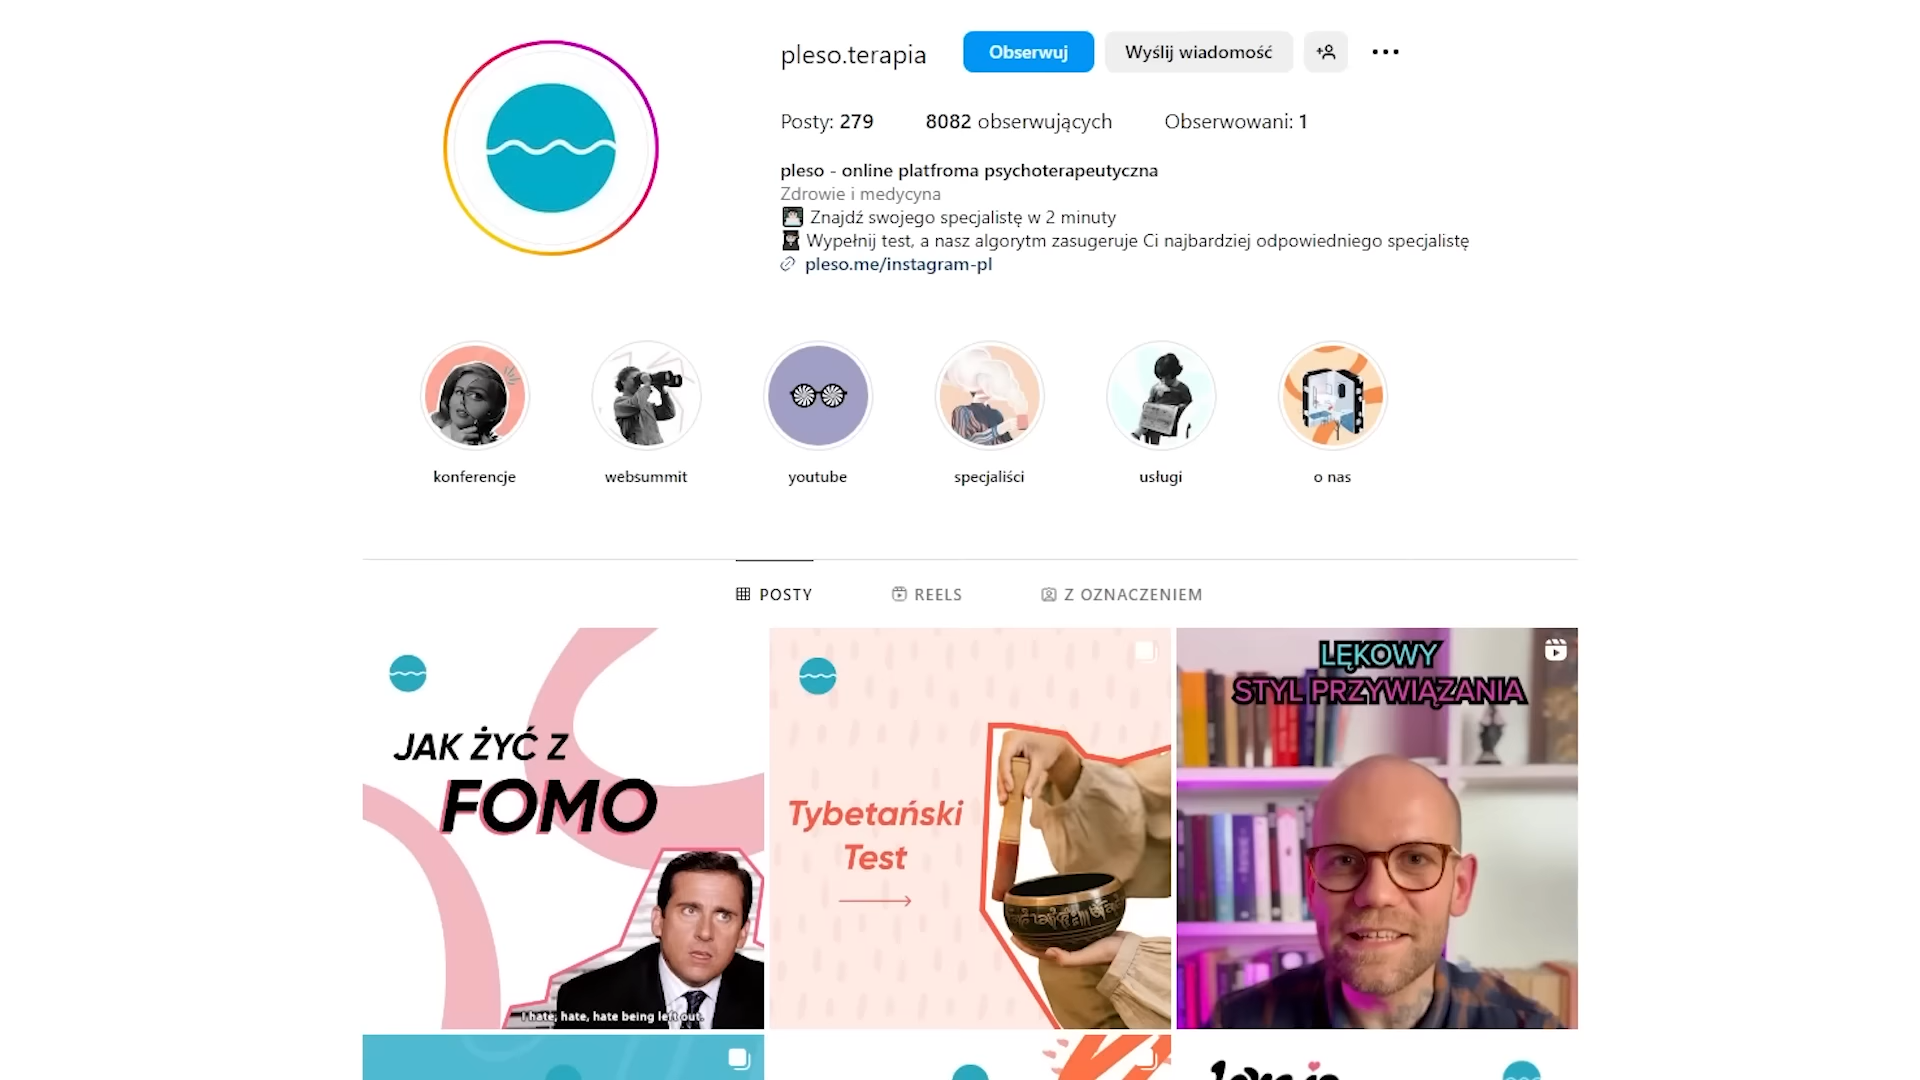 pleso.terapia
Obserwuj
Wyślij wiadomość
Posty: 279
8082 obserwujących
Obserwowani: 1
pleso - online platfroma psychoterapeutyczna
Zdrowie i medycyna
Znajdź swojego specjalistę w 2 minuty
Wypełnij test, a nasz algorytm zasugeruje Ci najbardziej odpowiedniego specjalistę
pleso.me/instagram-pl
konferencje
websummit
youtube
specjaliści
usługi
o nas
POSTY
REELS
Z OZNACZENIEM
JAK ŻYĆ Z
FOMO
I hate, hate, hate being left out.
Tybetański
Test
LĘKOWY
STYL PRZYWIĄZANIA